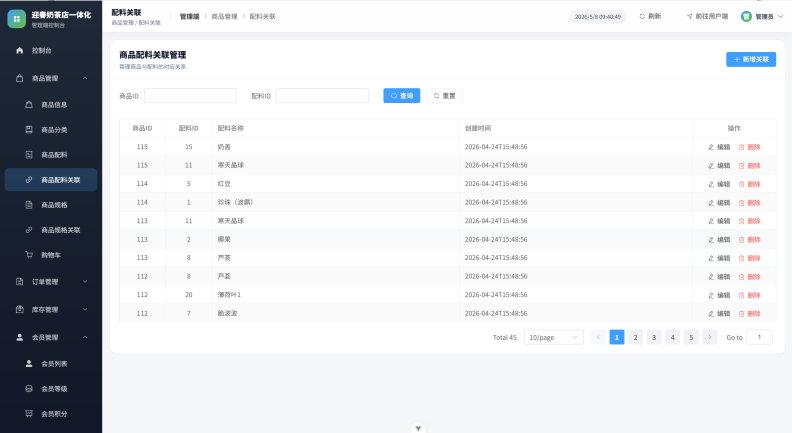 迎春奶茶店一体化
管理端控制台
控制台
商品管理
商品信息
商品分类
商品配料
商品配料关联
商品规格
商品规格关联
购物车
订单管理
库存管理
会员管理
会员列表
会员等级
会员积分
配料关联
商品管理 / 配料关联
管理端 商品管理 配料关联
2026/5/8 09:40:49 刷新 前往用户端 管理员
商品配料关联管理
管理商品与配料的对应关系
新增关联
商品ID 配料ID 查询 重置
商品ID 配料ID 配料名称 创建时间 操作
115 15 奶盖 2026-04-24T15:48:56 编辑 删除
115 11 寒天晶球 2026-04-24T15:48:56 编辑 删除
114 5 红豆 2026-04-24T15:48:56 编辑 删除
114 1 珍珠（波霸） 2026-04-24T15:48:56 编辑 删除
113 11 寒天晶球 2026-04-24T15:48:56 编辑 删除
113 2 椰果 2026-04-24T15:48:56 编辑 删除
113 8 芦荟 2026-04-24T15:48:56 编辑 删除
112 8 芦荟 2026-04-24T15:48:56 编辑 删除
112 20 薄荷叶1 2026-04-24T15:48:56 编辑 删除
112 7 脆波波 2026-04-24T15:48:56 编辑 删除
Total 45 10/page 1 2 3 4 5 Go to 1